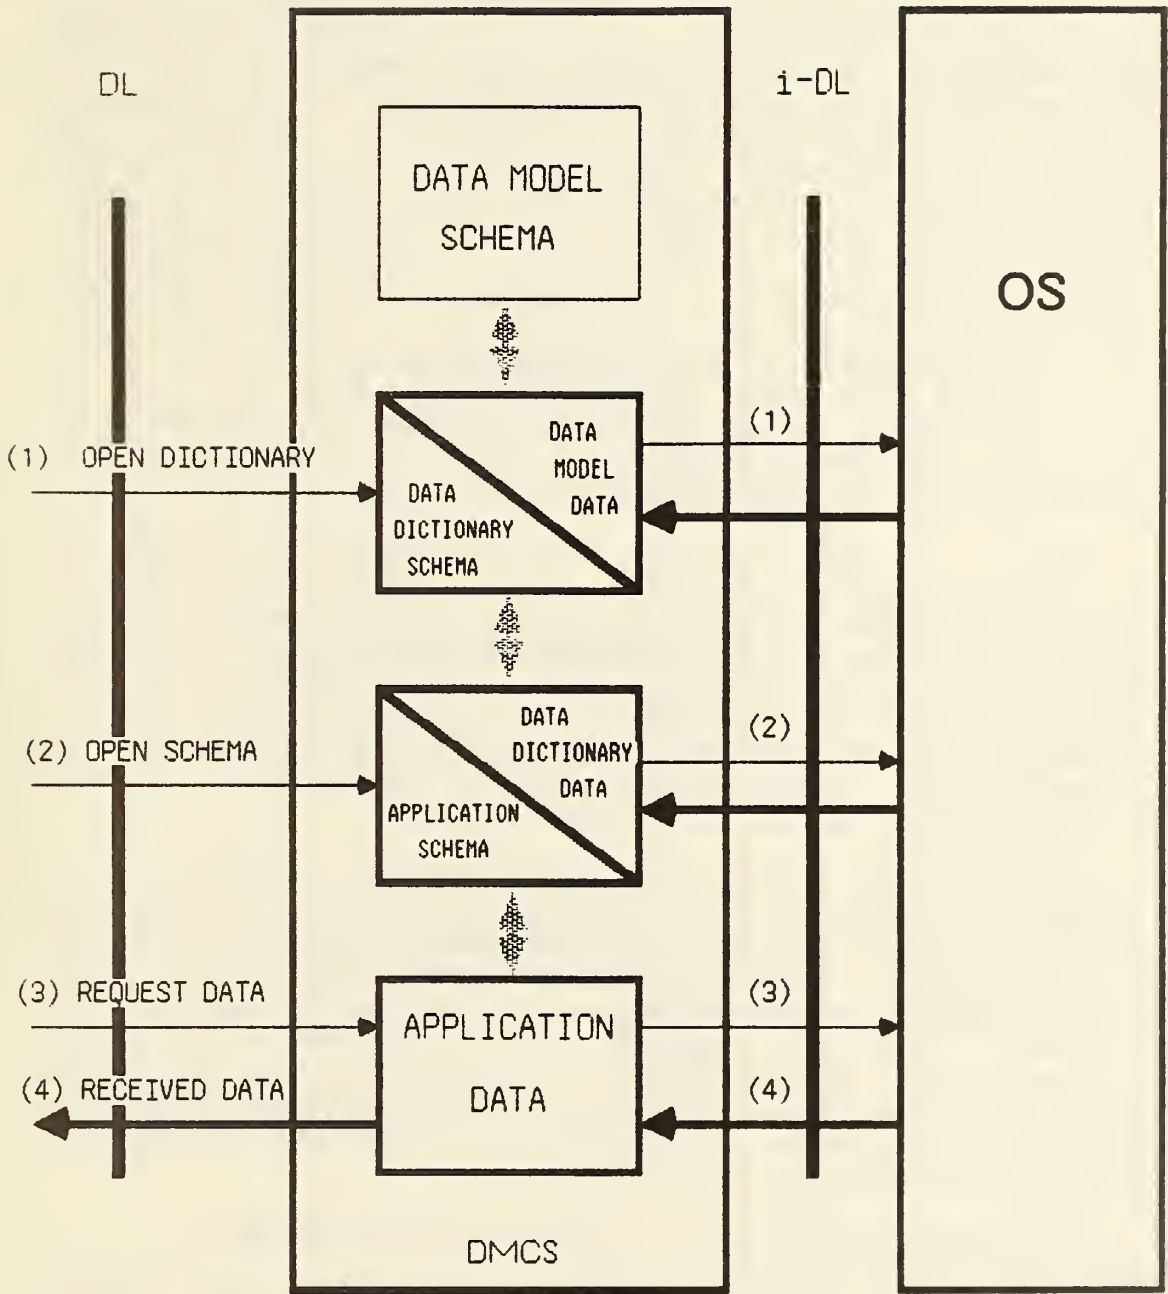 DL
i-DL
DATA MODEL
SCHEMA
OS
(1) OPEN DICTIONARY
DATA
MODEL
DATA
DATA
DICTIONARY
SCHEMA
(1)
(2) OPEN SCHEMA
DATA
DICTIONARY
DATA
APPLICATION
SCHEMA
(2)
(3) REQUEST DATA
APPLICATION
DATA
(3)
(4) RECEIVED DATA
(4)
DMCS